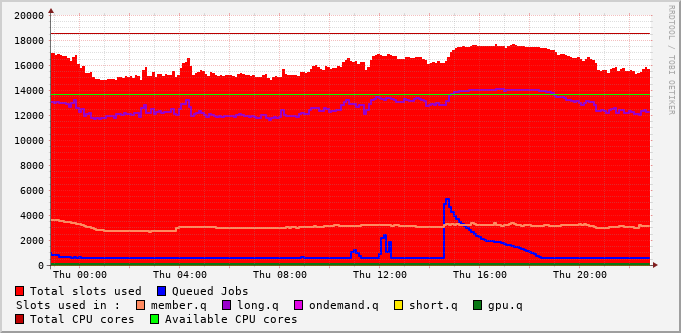 20000
18000
16000
14000
12000
10000
8000
6000
4000
2000
0
Thu 00:00 Thu 04:00 Thu 08:00 Thu 12:00 Thu 16:00 Thu 20:00
RRDTOOL / TOBI OETIKER
Total slots used Queued Jobs
Slots used in : member.q long.q ondemand.q short.q gpu.q
Total CPU cores Available CPU cores